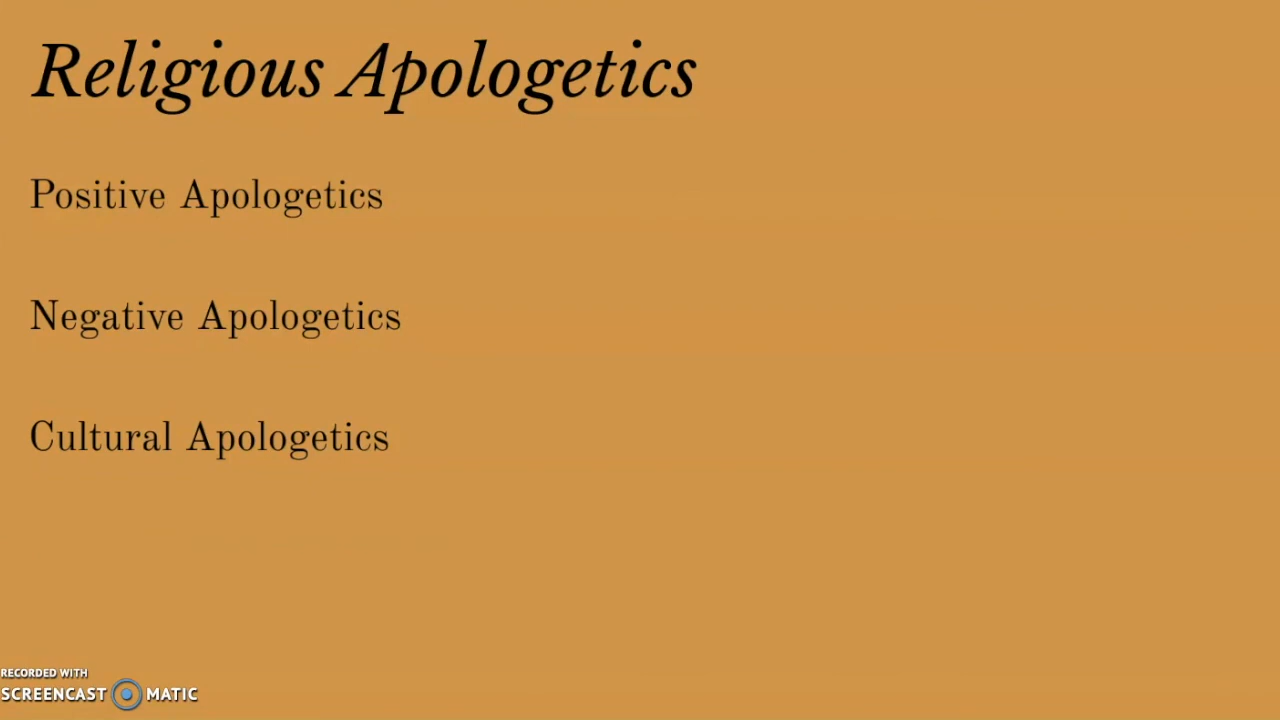 Religious Apologetics
Positive Apologetics
Negative Apologetics
Cultural Apologetics
RECORDED WITH
SCREENCAST MATIC